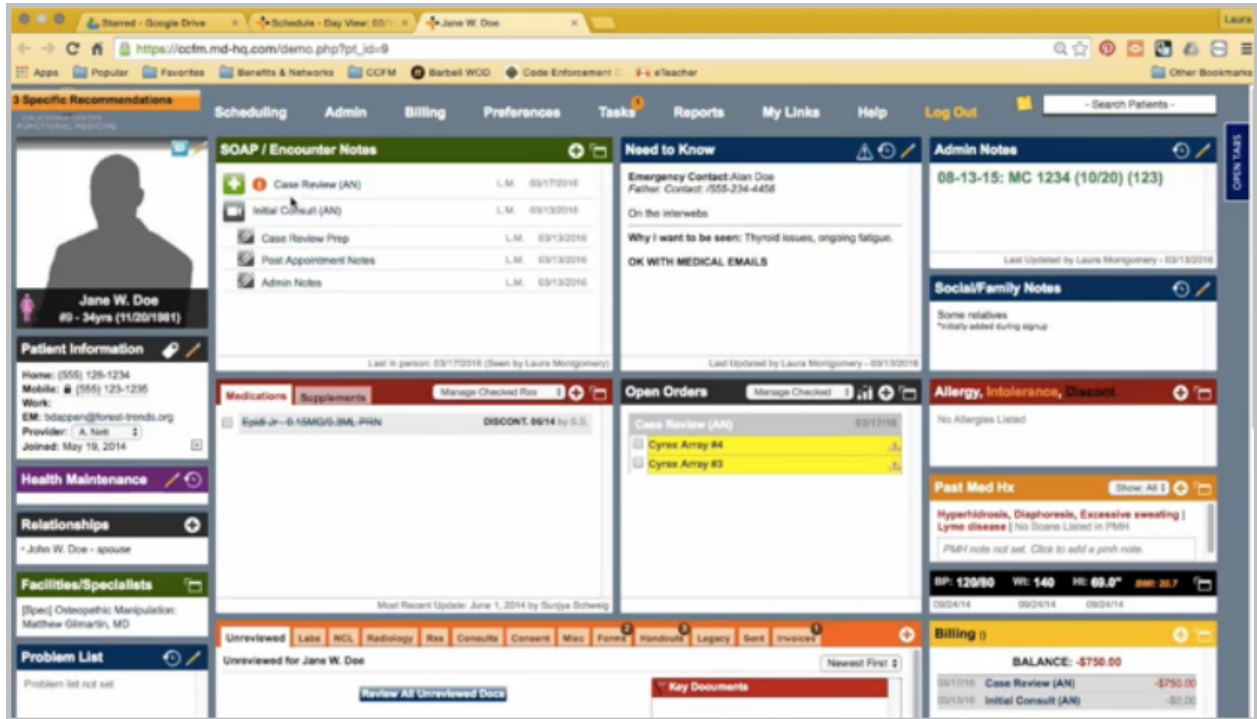 Starred - Google Drive
Schedule - Day View: 03/1
Jane W. Doe
Laura
https://ccfm.md-hq.com/demo.php?pt_id=9
Apps Popular Favorites Benefits & Networks CCFM Barbell WOD Code Enforcement C eTeacher Other Bookmarks
3 Specific Recommendations
CALIFORNIA CENTER
FUNCTIONAL MEDICINE
Scheduling Admin Billing Preferences Tasks Reports My Links Help Log Out
- Search Patients -
OPEN TABS
Jane W. Doe
#9 - 34yrs (11/20/1981)
Patient Information
Home: (555) 126-1234
Mobile: (555) 123-1235
Work:
EM: bdappen@forest-trends.org
Provider: A. Nett
Joined: May 19, 2014
Health Maintenance
Relationships
John W. Doe - spouse
Facilities/Specialists
[Spec] Osteopathic Manipulation:
Matthew Gilmartin, MD
Problem List
Problem list not set
SOAP / Encounter Notes
Case Review (AN) L.M. 03/17/2016
Initial Consult (AN) L.M. 03/13/2016
Case Review Prep L.M. 03/13/2016
Post Appointment Notes L.M. 03/13/2016
Admin Notes L.M. 03/13/2016
Last in person: 03/17/2016 (Seen by Laura Montgomery)
Need to Know
Emergency Contact:Alan Doe
Father. Contact: /555-234-4456
On the interwebs
Why I want to be seen: Thyroid issues, ongoing fatigue.
OK WITH MEDICAL EMAILS
Last Updated by Laura Montgomery - 03/13/2016
Admin Notes
08-13-15: MC 1234 (10/20) (123)
Last Updated by Laura Montgomery - 03/13/2016
Social/Family Notes
Some relatives
*initially added during signup
Medications Supplements Manage Checked Rxs
Epidi Jr - 0.15MG/0.3ML PRN DISCONT. 06/14 by S.S.
Most Recent Update: June 1, 2014 by Sunjya Schweig
Open Orders Manage Checked
Case Review (AN) 03/17/16
Cyrex Array #4
Cyrex Array #3
Allergy, Intolerance, Discont.
No Allergies Listed
Past Med Hx Show: All
Hyperhidrosis, Diaphoresis, Excessive sweating |
Lyme disease | No Scans Listed in PMH
PMH note not set. Click to add a pmh note.
BP: 120/80 Wt: 140 Ht: 69.0" BMI: 20.7
09/24/14 09/24/14 09/24/14
Unreviewed Labs NCL Radiology Rxs Consults Consent Misc Forms 2 Handouts 3 Legacy Sent Invoices
Unreviewed for Jane W. Doe
Newest First
Review All Unreviewed Docs
Key Documents
Billing ()
BALANCE: -$750.00
03/17/16 Case Review (AN) -$750.00
03/13/16 Initial Consult (AN) -$0.00